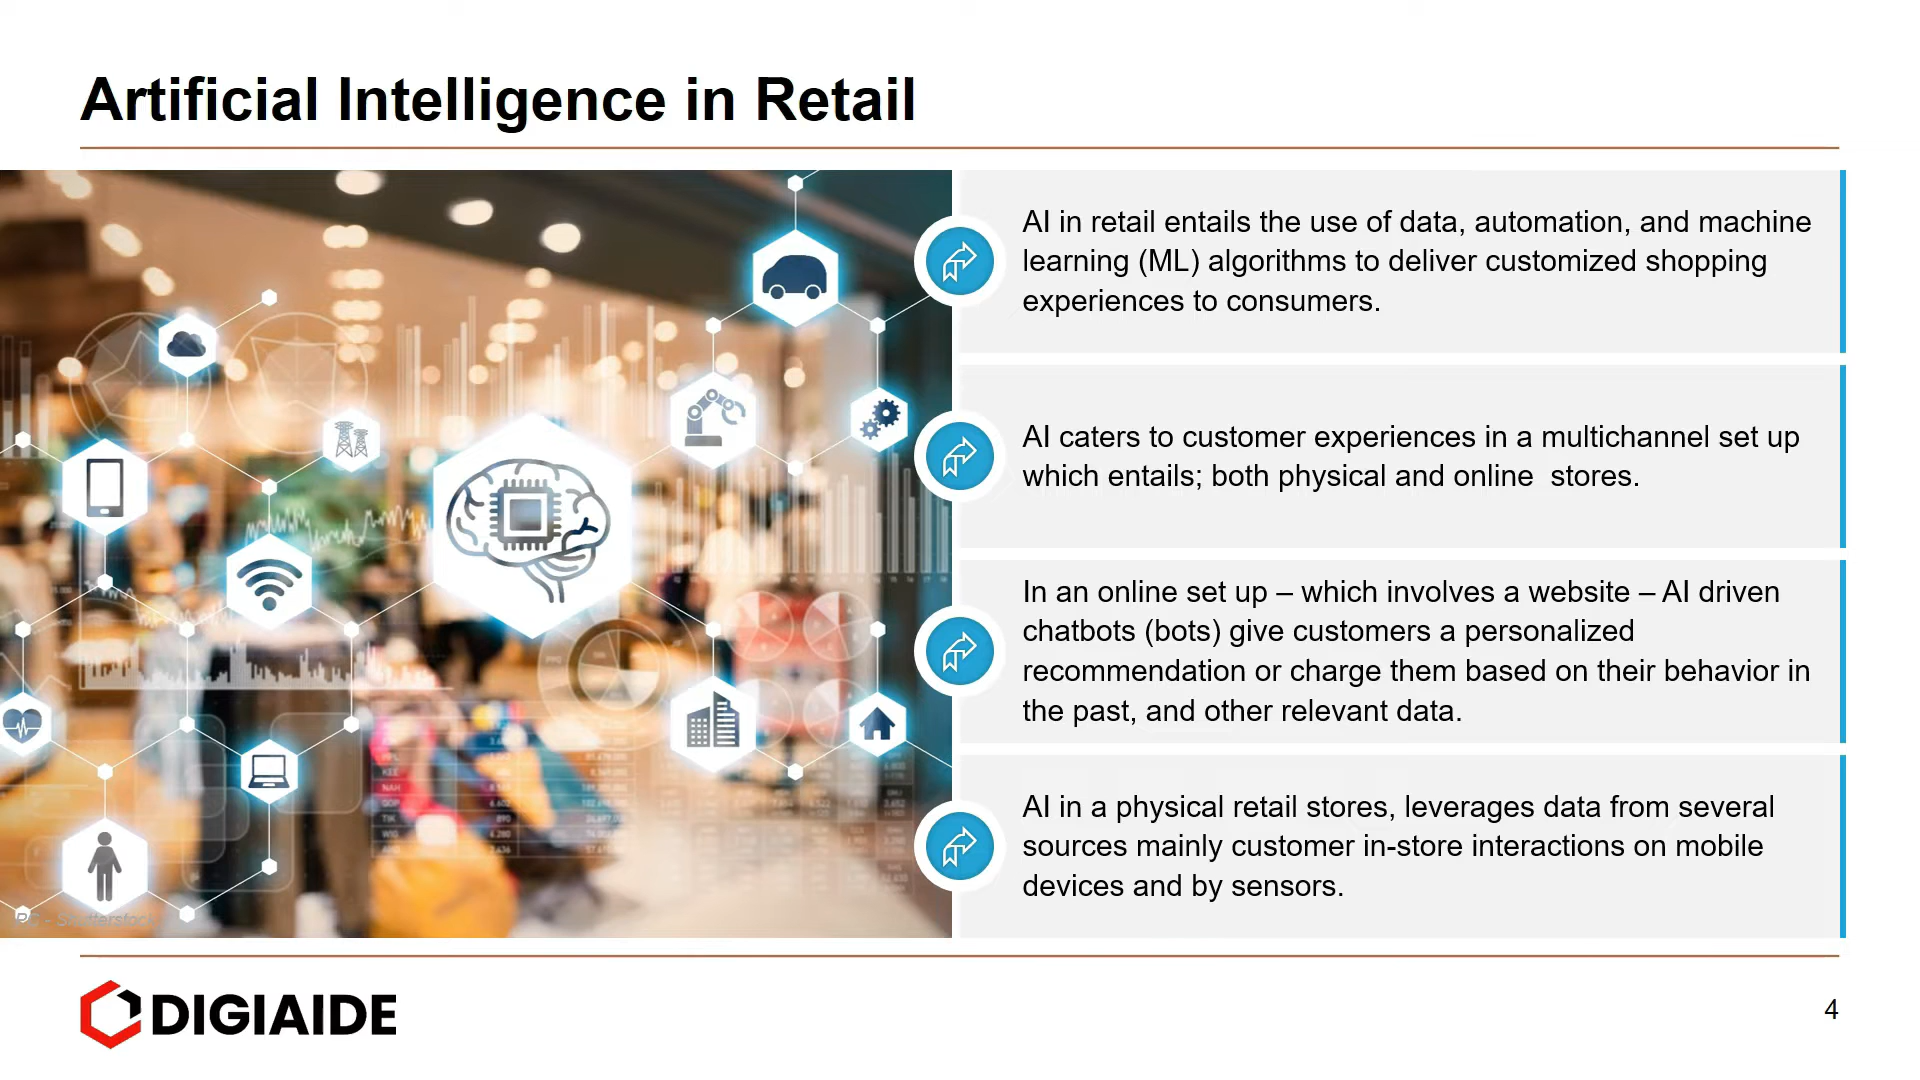 Artificial Intelligence in Retail
AI in retail entails the use of data, automation, and machine
learning (ML) algorithms to deliver customized shopping
experiences to consumers.
AI caters to customer experiences in a multichannel set up
which entails; both physical and online  stores.
In an online set up – which involves a website – AI driven
chatbots (bots) give customers a personalized
recommendation or charge them based on their behavior in
the past, and other relevant data.
AI in a physical retail stores, leverages data from several
sources mainly customer in-store interactions on mobile
devices and by sensors.
DIGIAIDE
4